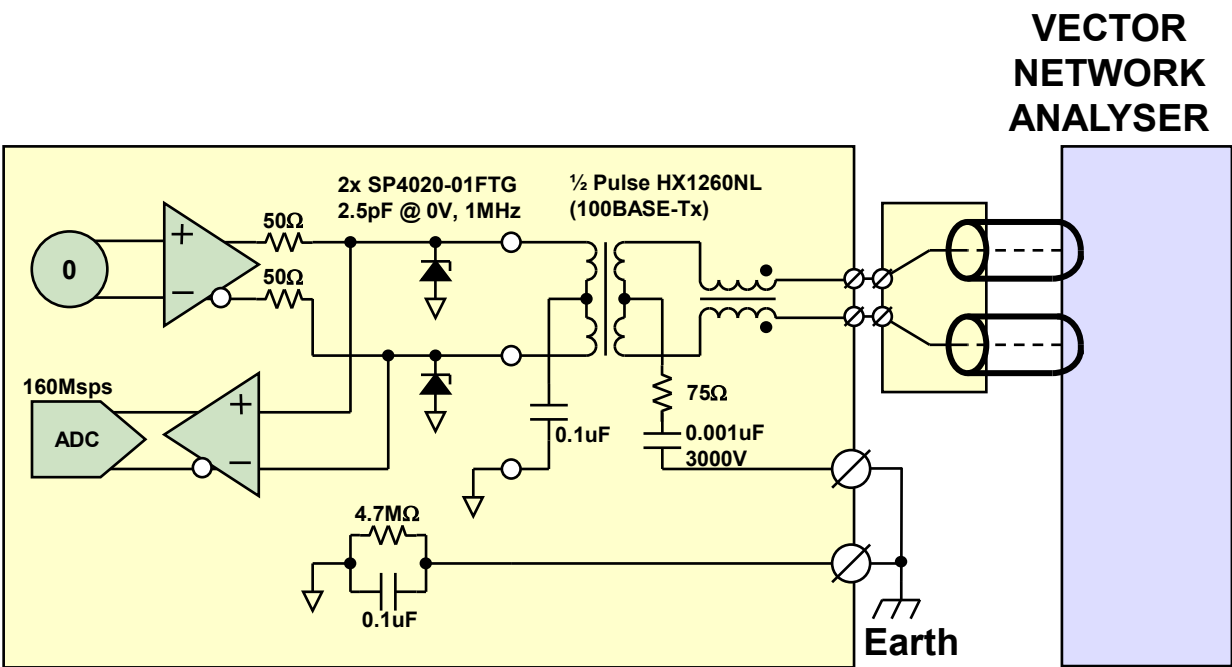 VECTOR
NETWORK
ANALYSER
2x SP4020-01FTG
2.5pF @ 0V, 1MHz
½ Pulse HX1260NL
(100BASE-Tx)
50Ω
50Ω
0
+
−
160Msps
ADC
+
−
75Ω
0.1uF
0.001uF
3000V
4.7MΩ
0.1uF
Earth